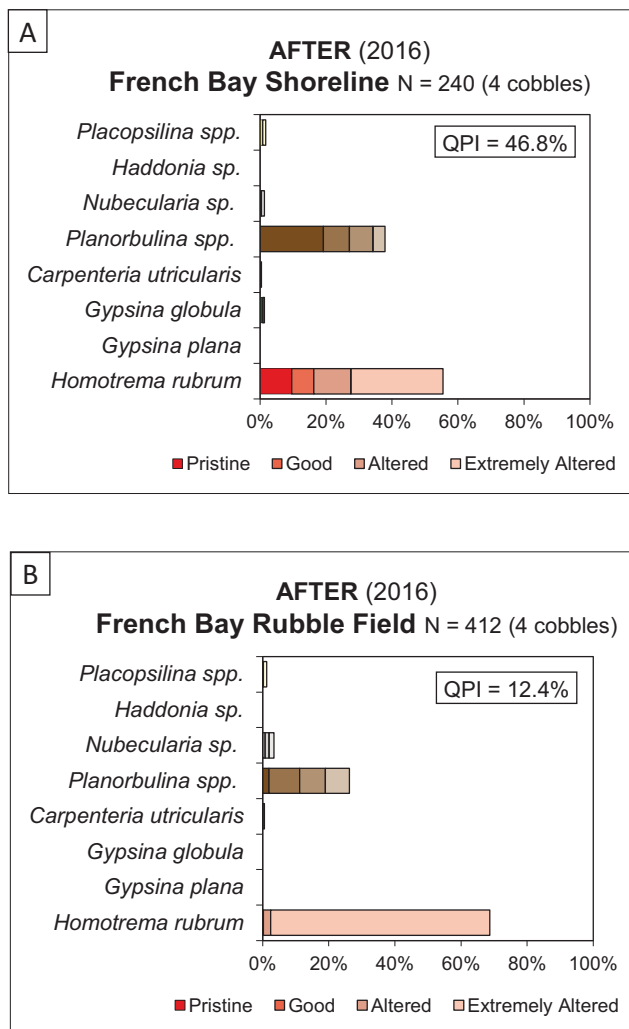 A
AFTER (2016)
French Bay Shoreline N = 240 (4 cobbles)
QPI = 46.8%
Placopsilina spp.
Haddonia sp.
Nubecularia sp.
Planorbulina spp.
Carpenteria utricularis
Gypsina globula
Gypsina plana
Homotrema rubrum
0% 20% 40% 60% 80% 100%
Pristine Good Altered Extremely Altered
B
AFTER (2016)
French Bay Rubble Field N = 412 (4 cobbles)
QPI = 12.4%
Placopsilina spp.
Haddonia sp.
Nubecularia sp.
Planorbulina spp.
Carpenteria utricularis
Gypsina globula
Gypsina plana
Homotrema rubrum
0% 20% 40% 60% 80% 100%
Pristine Good Altered Extremely Altered